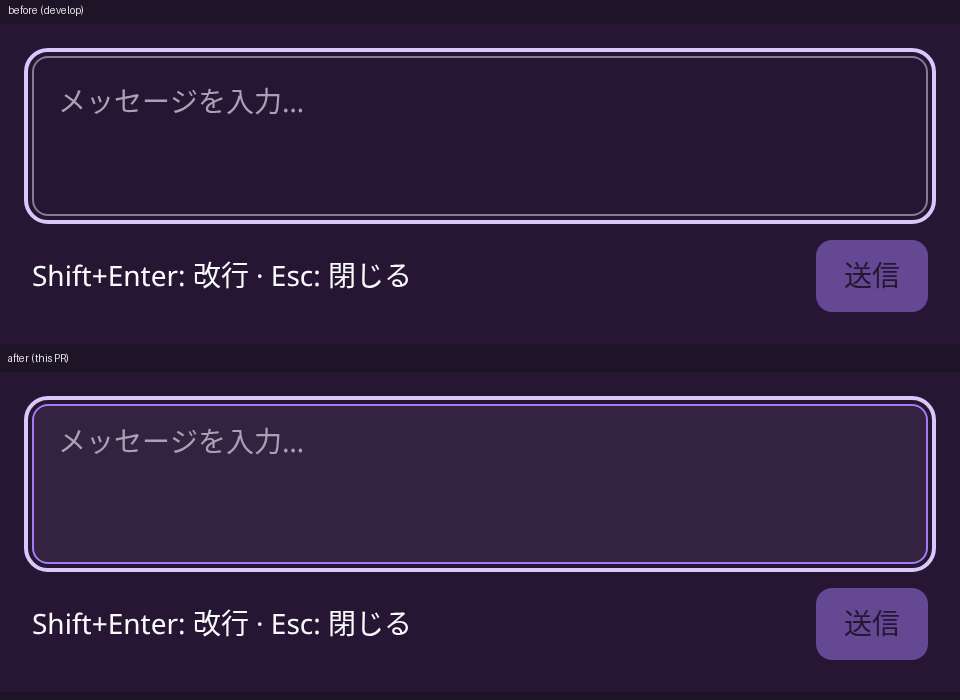 before (develop)
メッセージを入力...
Shift+Enter: 改行 · Esc: 閉じる
送信
after (this PR)
メッセージを入力...
Shift+Enter: 改行 · Esc: 閉じる
送信